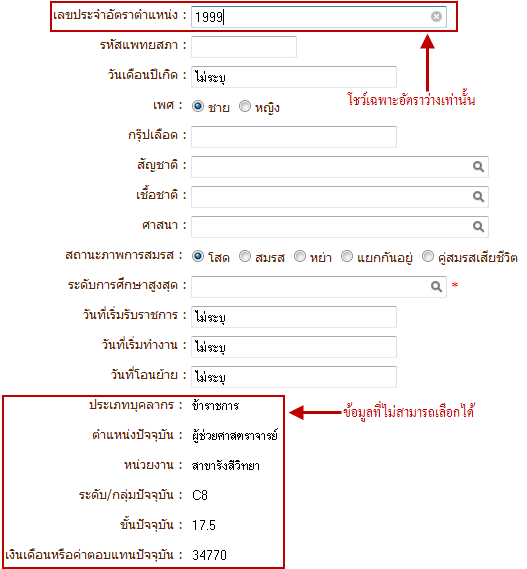 เลขประจำอัตราตำแหน่ง : 1999
รหัสแพทยสภา :
วันเดือนปีเกิด : ไม่ระบุ
โชว์เฉพาะอัตราว่างเท่านั้น
เพศ : ชาย หญิง
กรุ๊ปเลือด :
สัญชาติ :
เชื้อชาติ :
ศาสนา :
สถานะภาพการสมรส : โสด สมรส หย่า แยกกันอยู่ คู่สมรสเสียชีวิต
ระดับการศึกษาสูงสุด : *
วันที่เริ่มรับราชการ : ไม่ระบุ
วันที่เริ่มทำงาน : ไม่ระบุ
วันที่โอนย้าย : ไม่ระบุ
ประเภทบุคลากร : ข้าราชการ
ข้อมูลที่ไม่สามารถเลือกได้
ตำแหน่งปัจจุบัน : ผู้ช่วยศาสตราจารย์
หน่วยงาน : สาขารังสีวิทยา
ระดับ/กลุ่มปัจจุบัน : C8
ขั้นปัจจุบัน : 17.5
เงินเดือนหรือค่าตอบแทนปัจจุบัน : 34770